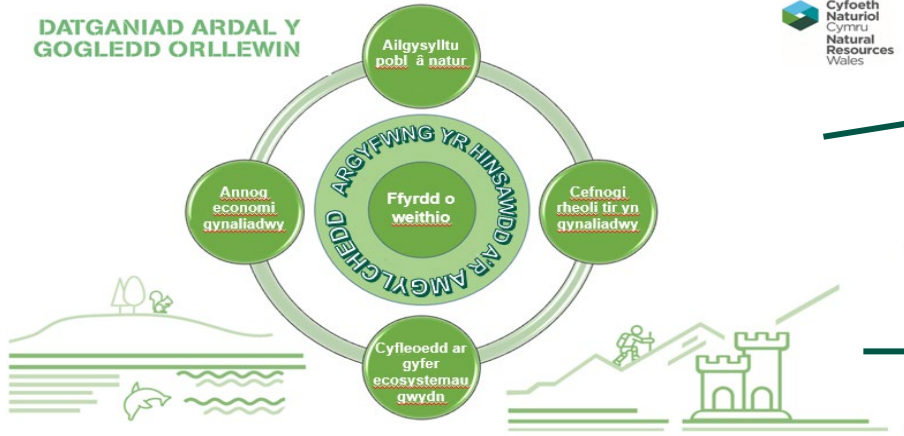 DATGANIAD ARDAL Y
GOGLEDD ORLLEWIN
Cyfoeth
Naturiol
Cymru
Natural
Resources
Wales
Ailgysylltu
pobl â natur
ARGYFWNG YR HINSAWDD A'R AMGYLCHEDD
Annog
economi
gynaliadwy
Ffyrdd o
weithio
Cefnogi
rheoli tir yn
gynaliadwy
Cyfleoedd ar
gyfer
ecosystemau
gwydn